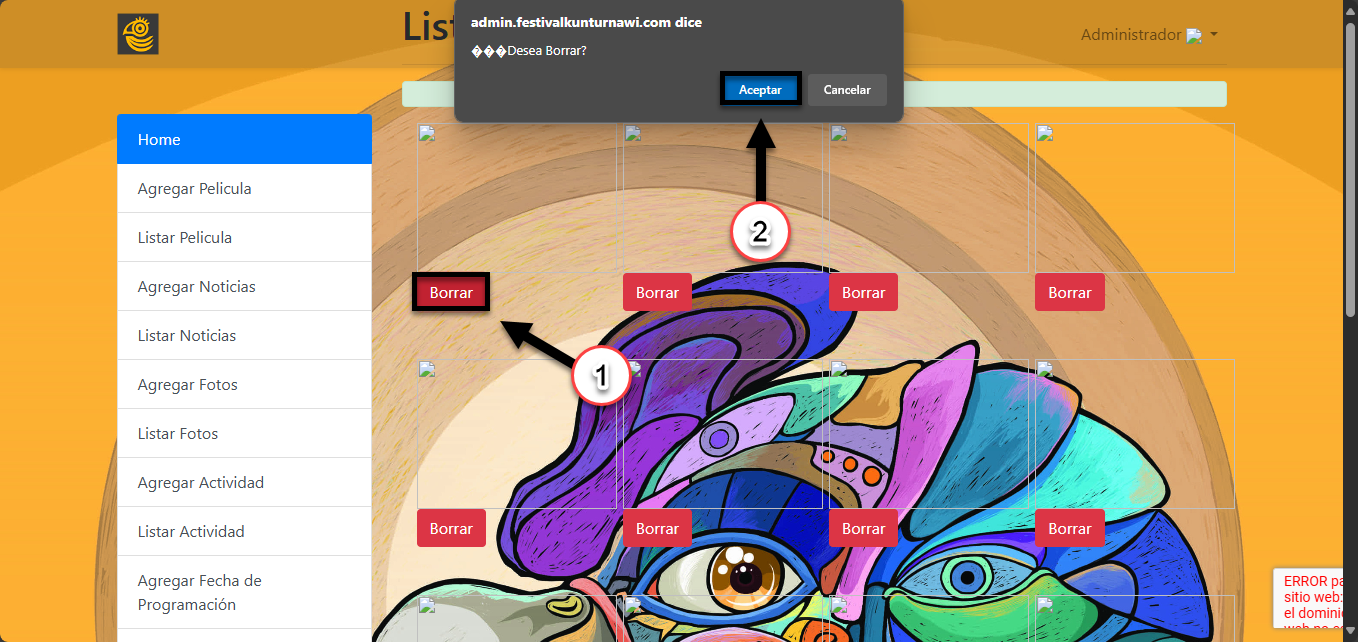 List
Administrador
admin.festivalkunturnawi.com dice
���Desea Borrar?
Aceptar
Cancelar
Home
Agregar Pelicula
Listar Pelicula
Agregar Noticias
Listar Noticias
Agregar Fotos
Listar Fotos
Agregar Actividad
Listar Actividad
Agregar Fecha de
Programación
2
Borrar
Borrar
Borrar
Borrar
1
Borrar
Borrar
Borrar
Borrar
ERROR pa
sitio web:
el dominio